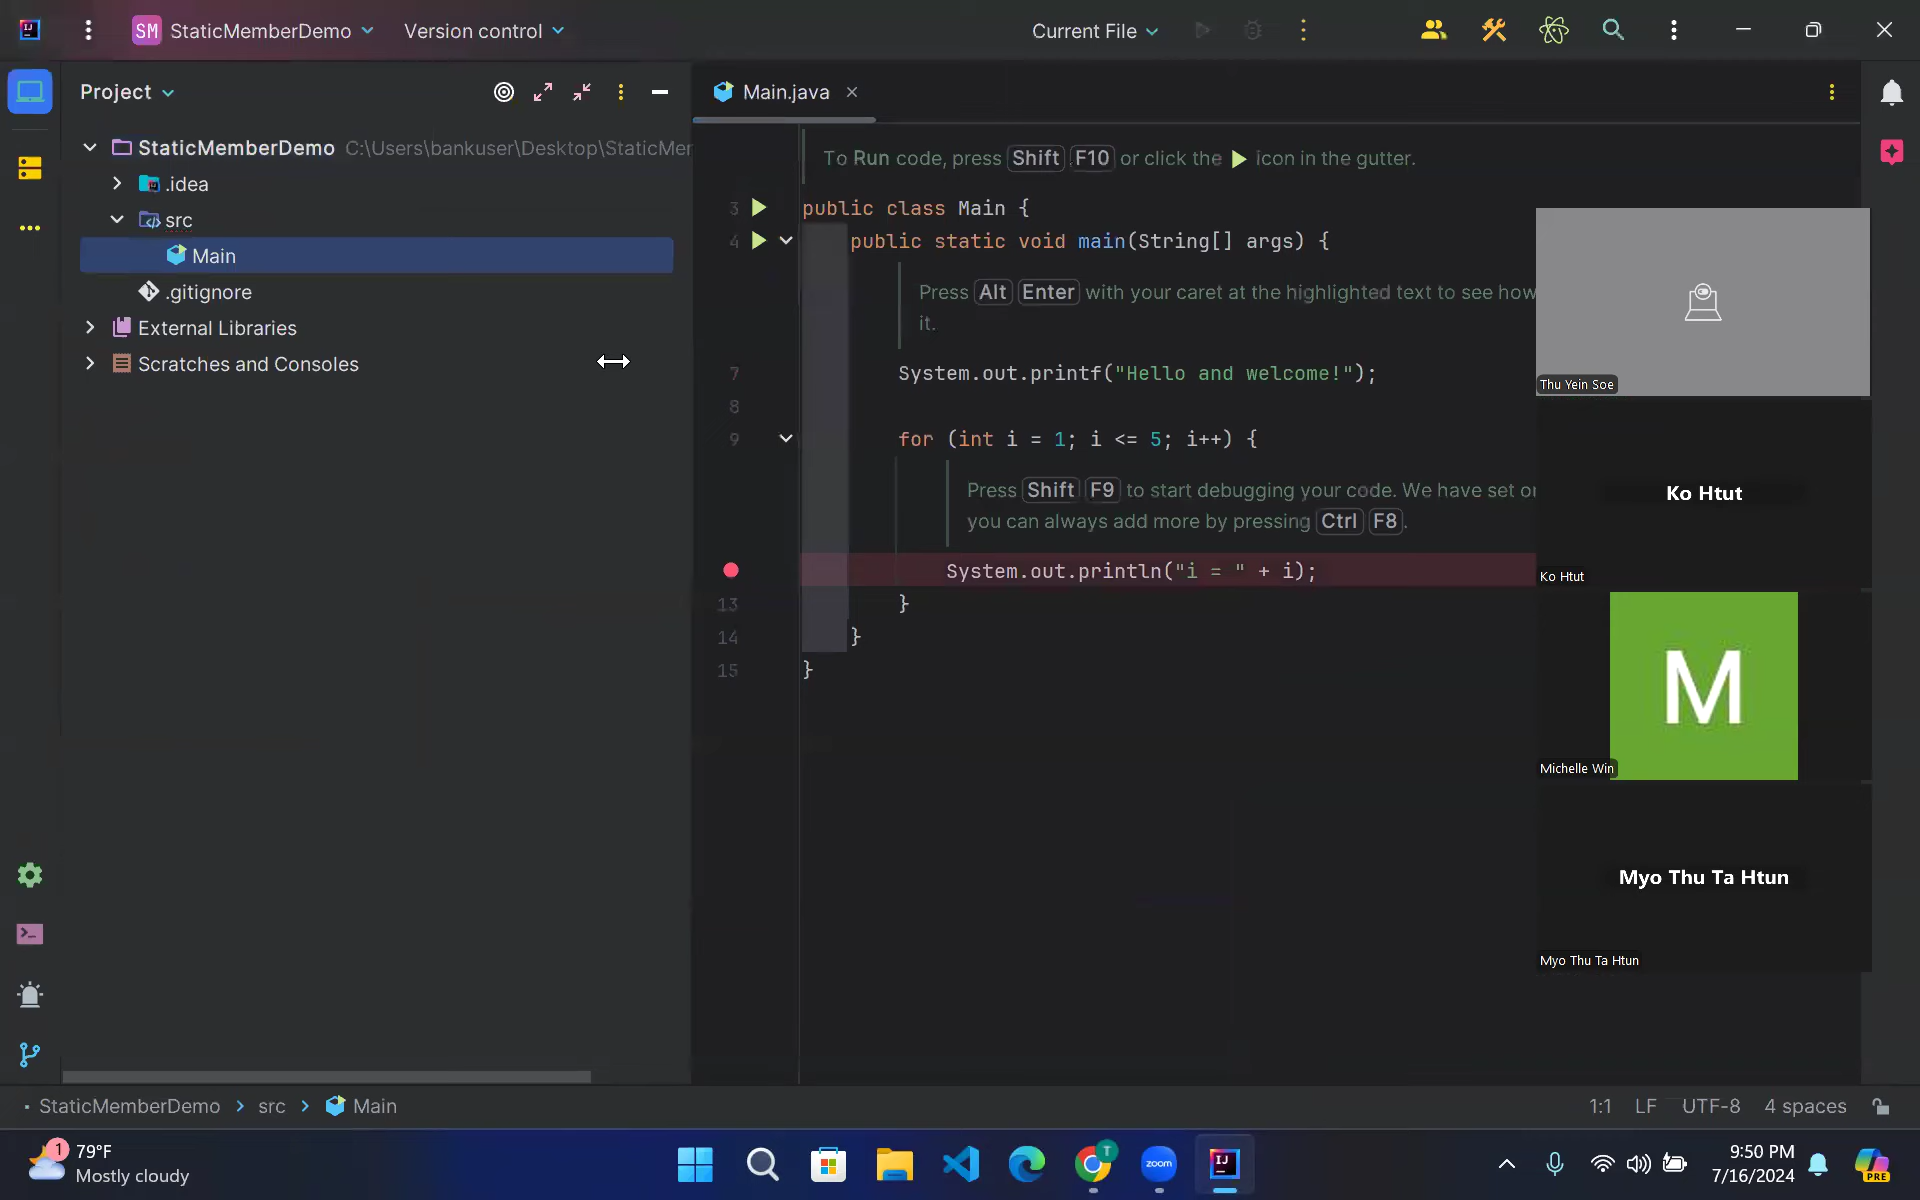 SM StaticMemberDemo Version control Current File
Project
Main.java
StaticMemberDemo C:\Users\bankuser\Desktop\StaticMer
.idea
src
Main
.gitignore
External Libraries
Scratches and Consoles
To Run code, press Shift F10 or click the icon in the gutter.
3 public class Main {
4 public static void main(String[] args) {
Press Alt Enter with your caret at the highlighted text to see how
it.
7 System.out.printf("Hello and welcome!");
8
9 for (int i = 1; i <= 5; i++) {
Press Shift F9 to start debugging your code. We have set or
you can always add more by pressing Ctrl F8.
System.out.println("i = " + i);
13 }
14 }
15 }
Thu Yein Soe
Ko Htut
Ko Htut
M
Michelle Win
Myo Thu Ta Htun
Myo Thu Ta Htun
StaticMemberDemo > src > Main
1:1 LF UTF-8 4 spaces
1
79°F
Mostly cloudy
T
zoom
IJ
9:50 PM
7/16/2024
PRE